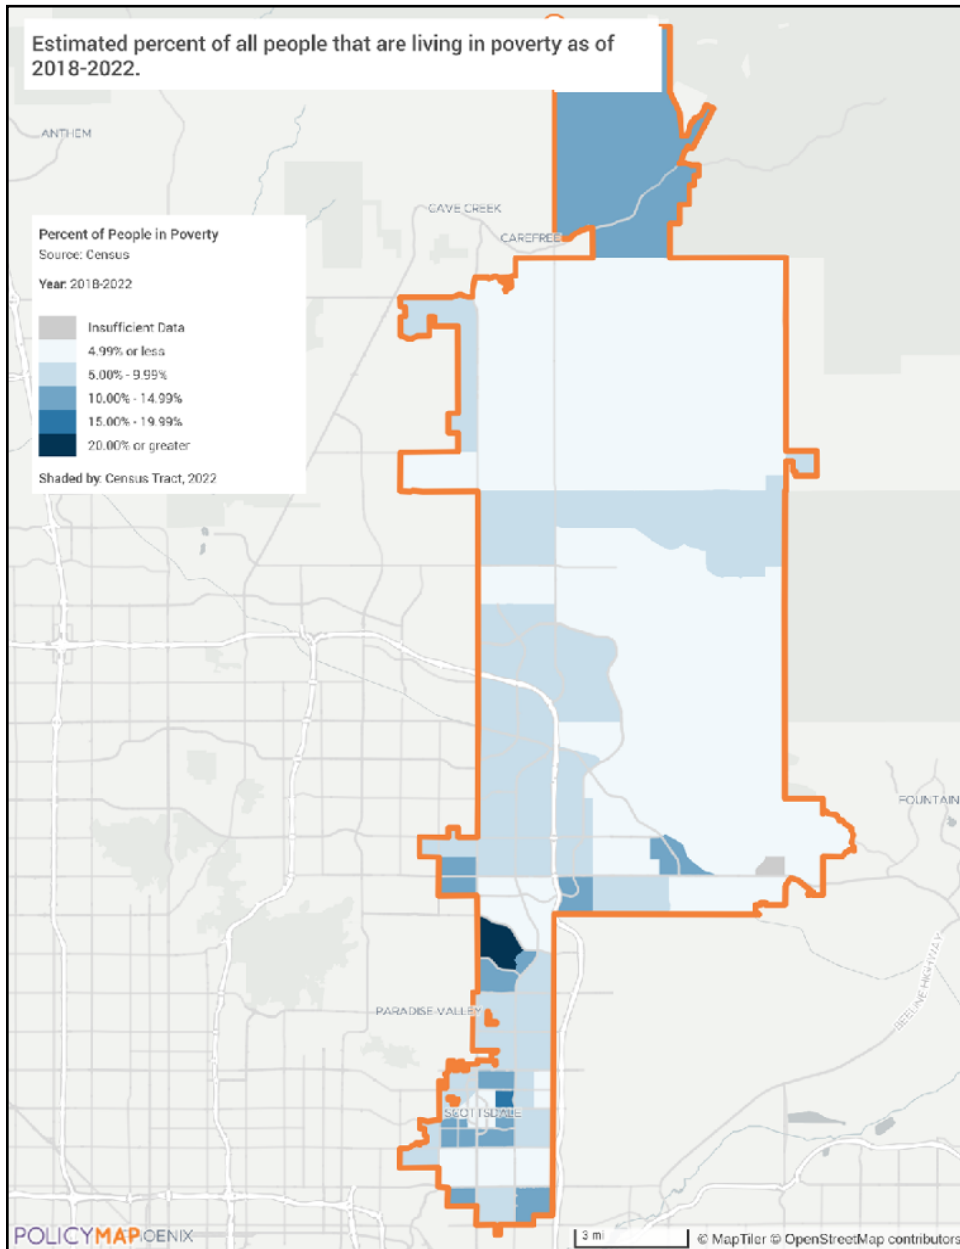 Estimated percent of all people that are living in poverty as of
2018-2022.
ANTHEM
CAVE CREEK
CAREFREE
Percent of People in Poverty
Source: Census
Year: 2018-2022
Insufficient Data
4.99% or less
5.00% - 9.99%
10.00% - 14.99%
15.00% - 19.99%
20.00% or greater
Shaded by: Census Tract, 2022
FOUNTAIN
BEELINE HIGHWAY
PARADISE VALLEY
SCOTTSDALE
POLICYMAP
OENIX
3 mi
© MapTiler © OpenStreetMap contributors